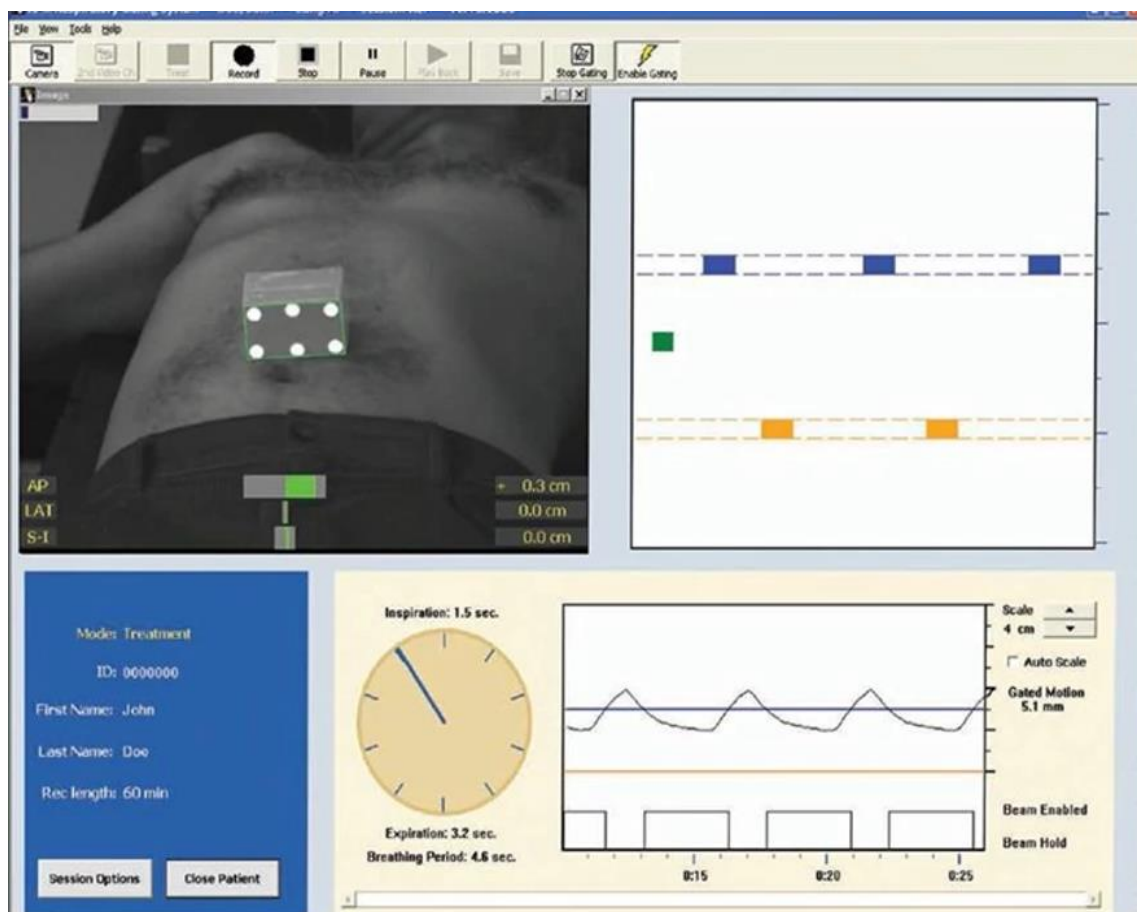 File View Tools Help
Camera 2nd Video Ch Treat Record Stop Pause Play Back Save Stop Gating Enable Gating
Image
AP + 0.3 cm
LAT 0.0 cm
S-I 0.0 cm
Mode: Treatment
ID: 0000000
First Name: John
Last Name: Doe
Rec length: 60 min
Session Options Close Patient
Inspiration: 1.5 sec.
Expiration: 3.2 sec.
Breathing Period: 4.6 sec.
Scale
4 cm
Auto Scale
Gated Motion
5.1 mm
Beam Enabled
Beam Hold
0:15 0:20 0:25